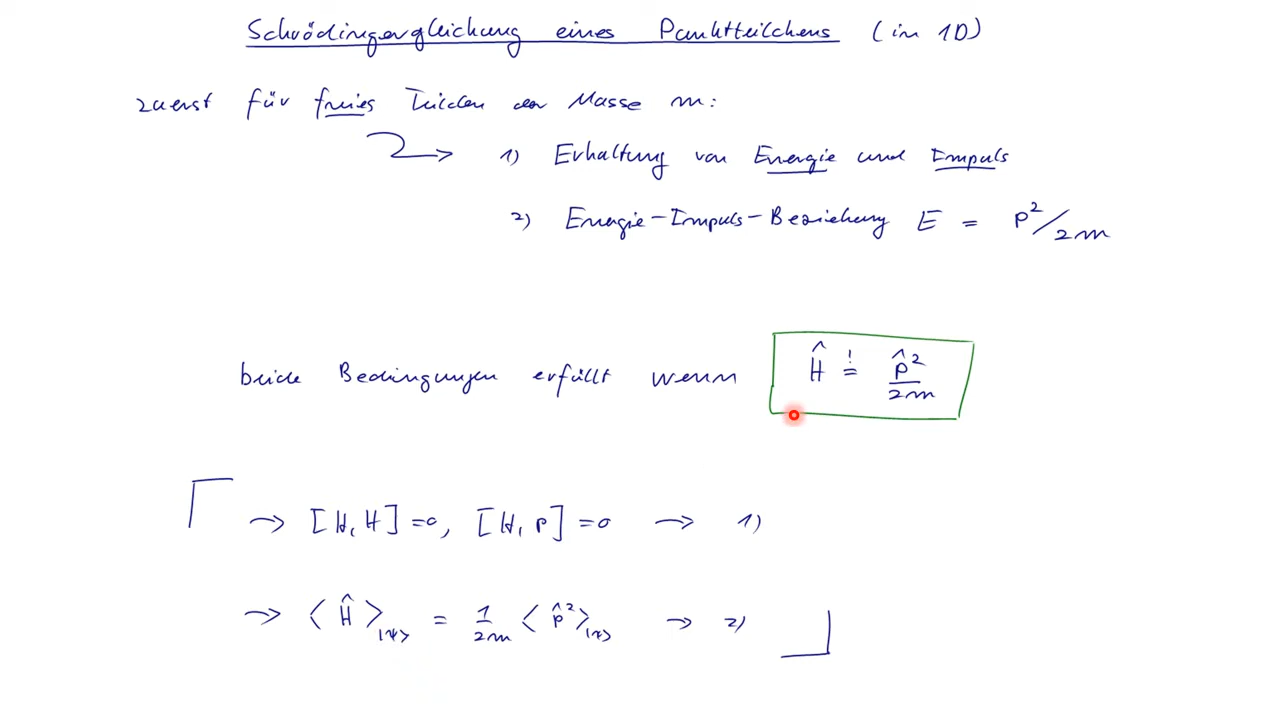 Schrödingergleichung eines Punktteilchens (in 1D)
zuerst für freies Teilchen der Masse m:
1) Erhaltung von Energie und Impuls
2) Energie-Impuls-Beziehung E = P²/2m
beide Bedingungen erfüllt wenn Ĥ ≟ P̂²/2m
→ [H, H] = 0, [H, P] = 0 → 1)
→ ⟨Ĥ⟩|ψ⟩ = 1/2m ⟨P̂²⟩|ψ⟩ → 2)